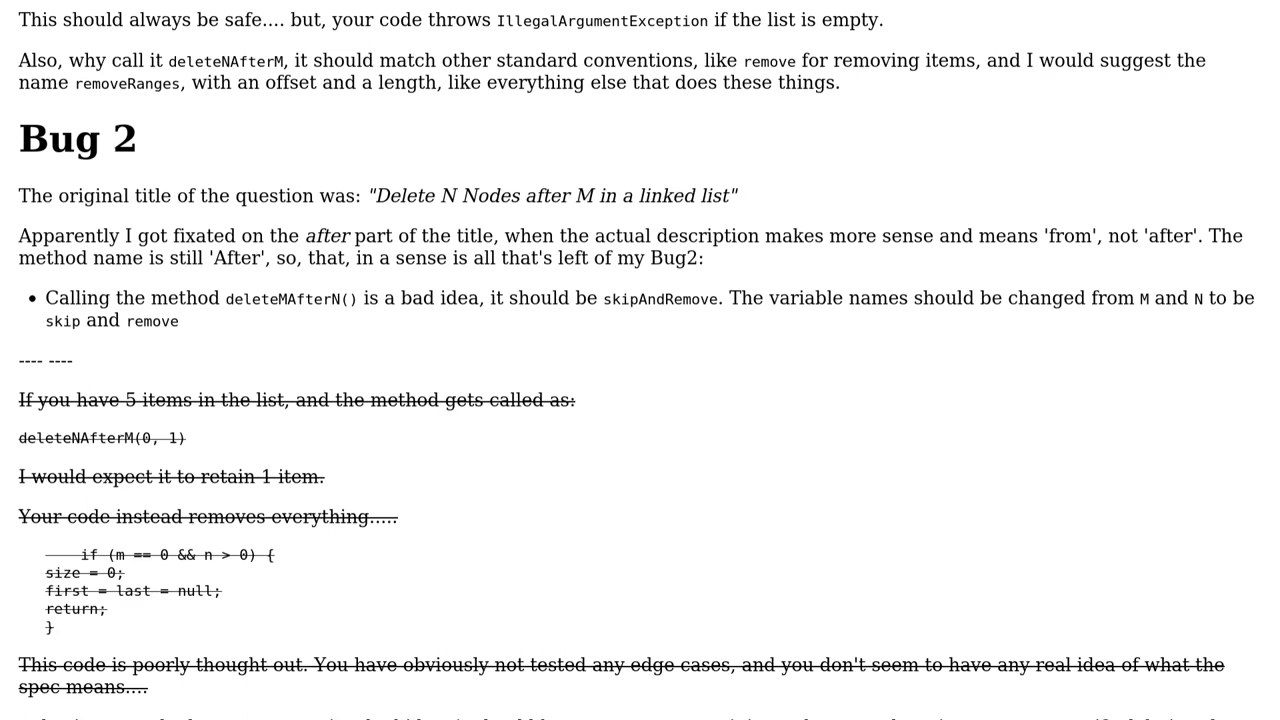 This should always be safe.... but, your code throws IllegalArgumentException if the list is empty.
Also, why call it deleteNAfterM, it should match other standard conventions, like remove for removing items, and I would suggest the
name removeRanges, with an offset and a length, like everything else that does these things.
Bug 2
The original title of the question was: "Delete N Nodes after M in a linked list"
Apparently I got fixated on the after part of the title, when the actual description makes more sense and means 'from', not 'after'. The
method name is still 'After', so, that, in a sense is all that's left of my Bug2:
• Calling the method deleteMAfterN() is a bad idea, it should be skipAndRemove. The variable names should be changed from M and N to be
skip and remove
---- ----
If you have 5 items in the list, and the method gets called as:
deleteNAfterM(0, 1)
I would expect it to retain 1 item.
Your code instead removes everything.....
if (m == 0 && n > 0) {
size = 0;
first = last = null;
return;
}
This code is poorly thought out. You have obviously not tested any edge cases, and you don't seem to have any real idea of what the
spec means....